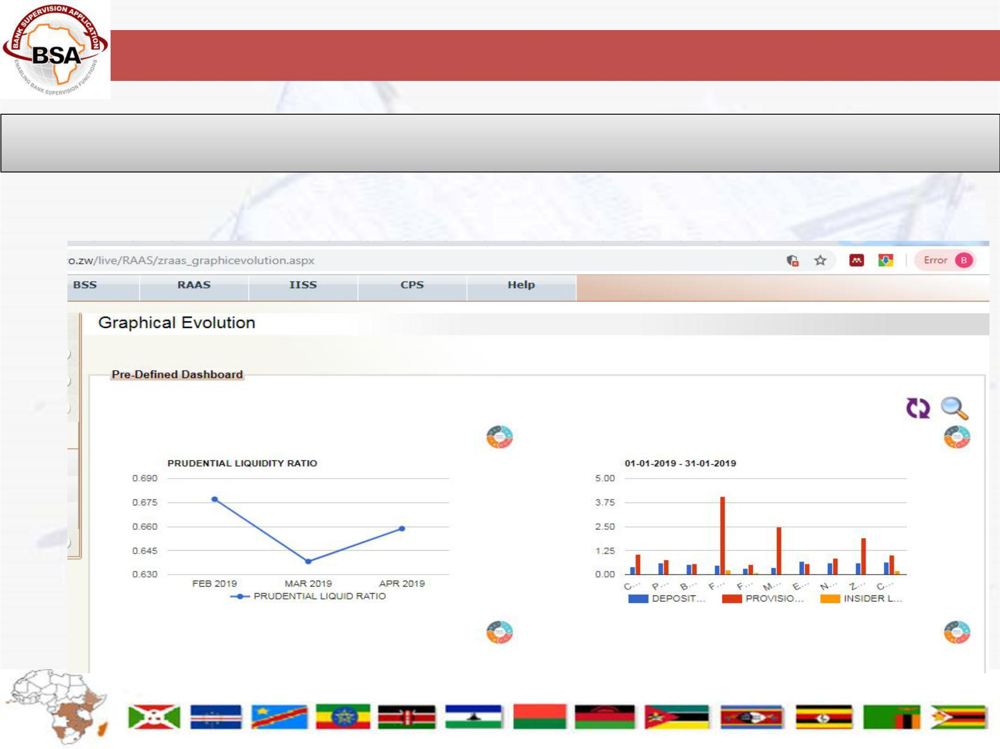 BANK SUPERVISION APPLICATION
BSA
ENABLING BANK SUPERVISION FUNCTIONS
o.zw/live/RAAS/zraas_graphicevolution.aspx
Error B
BSS RAAS IISS CPS Help
Graphical Evolution
Pre-Defined Dashboard
PRUDENTIAL LIQUIDITY RATIO
0.690
0.675
0.660
0.645
0.630
FEB 2019 MAR 2019 APR 2019
PRUDENTIAL LIQUID RATIO
01-01-2019 - 31-01-2019
5.00
3.75
2.50
1.25
0.00
C... P... B... F... F... M... E... N... Z... C...
DEPOSIT... PROVISIO... INSIDER L...